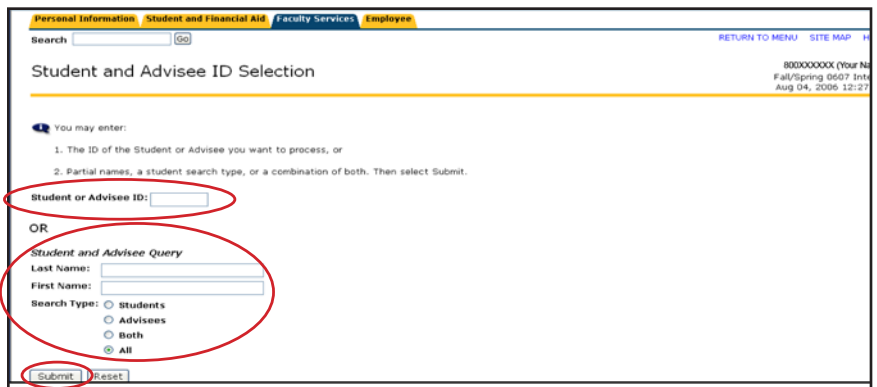 Personal Information Student and Financial Aid Faculty Services Employee
Search Go RETURN TO MENU SITE MAP H
Student and Advisee ID Selection
800XXXXXX (Your Na
Fall/Spring 0607 Inte
Aug 04, 2006 12:27
You may enter:
1. The ID of the Student or Advisee you want to process, or
2. Partial names, a student search type, or a combination of both. Then select Submit.
Student or Advisee ID:
OR
Student and Advisee Query
Last Name:
First Name:
Search Type: Students
Advisees
Both
All
Submit Reset